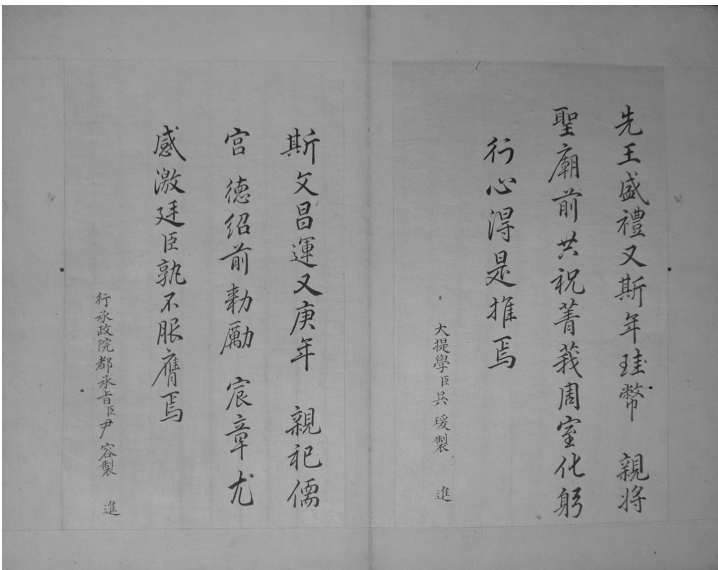 先王盛禮又斯年珪幣 親將
聖廟前共祝菁莪周室化躬
行心得是推焉
大提學臣吳瑗製 進
斯文昌運又庚年 親祀儒
宮 德紹前勑勵 宸章尤
感激廷臣孰不服膺焉
行承政院都承旨臣尹容製 進